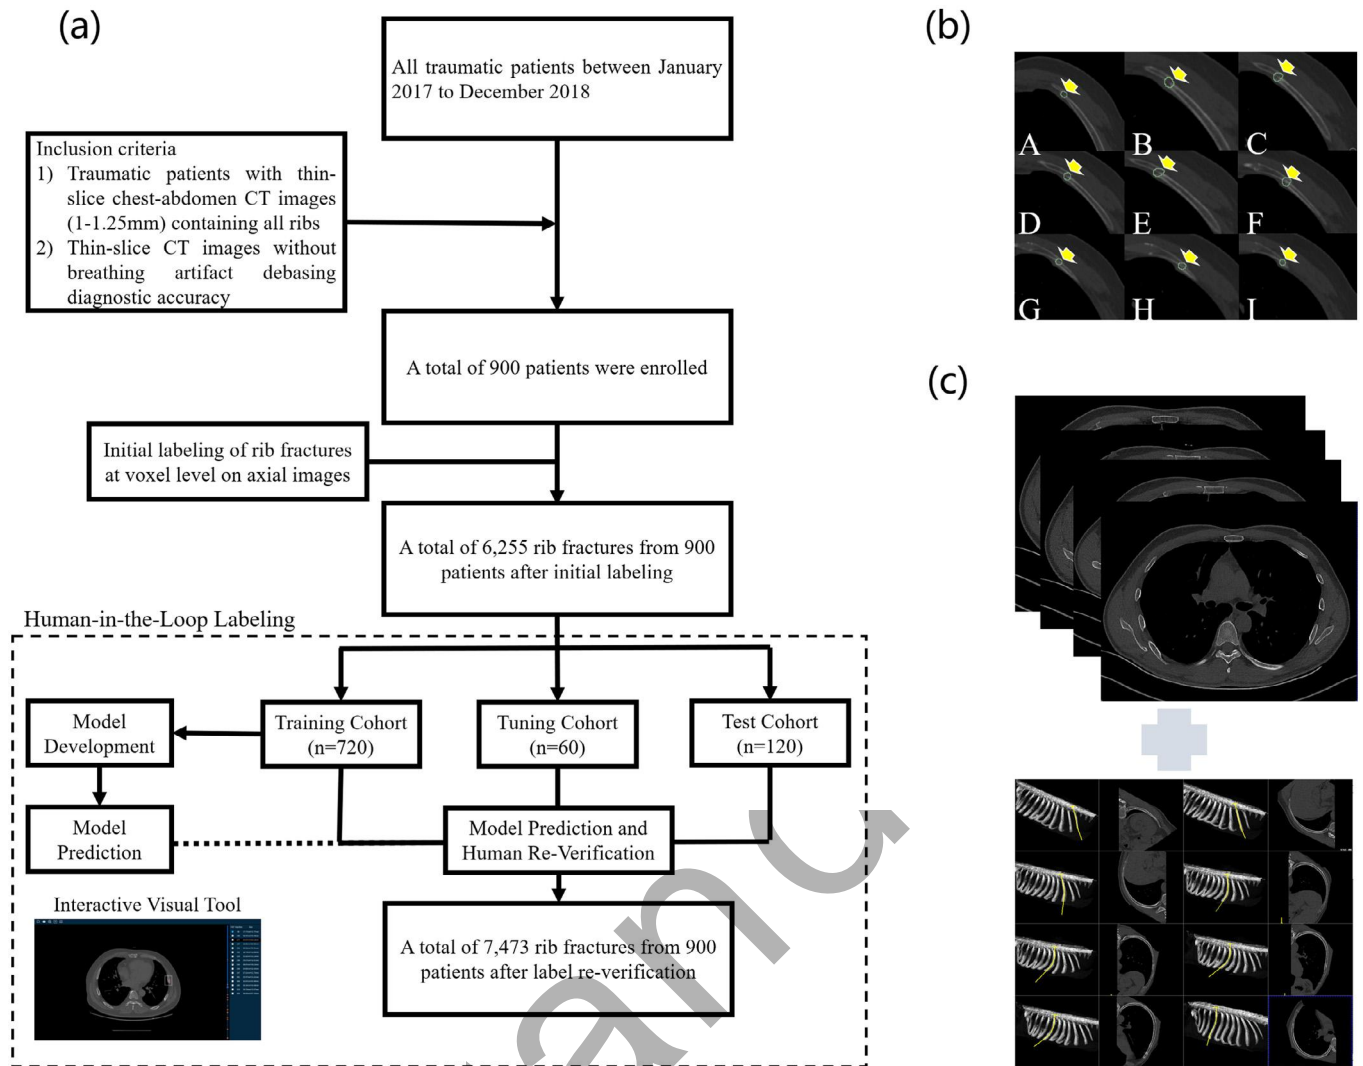 (a)
All traumatic patients between January
2017 to December 2018
Inclusion criteria
1) Traumatic patients with thin-
slice chest-abdomen CT images
(1-1.25mm) containing all ribs
2) Thin-slice CT images without
breathing artifact debasing
diagnostic accuracy
A total of 900 patients were enrolled
Initial labeling of rib fractures
at voxel level on axial images
A total of 6,255 rib fractures from 900
patients after initial labeling
Human-in-the-Loop Labeling
Model
Development
Training Cohort
(n=720)
Tuning Cohort
(n=60)
Test Cohort
(n=120)
Model
Prediction
Model Prediction and
Human Re-Verification
Interactive Visual Tool
A total of 7,473 rib fractures from 900
patients after label re-verification
(b)
A
B
C
D
E
F
G
H
I
(c)